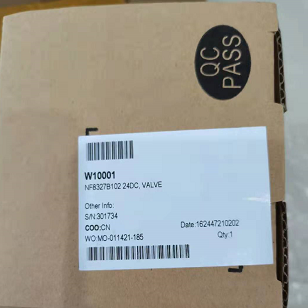 QC
PASS
W10001
NF8327B102 24DC, VALVE
Other Info:
S/N:301734
COO:CN
Date:162447210202
WO:MO-011421-185
Qty:1